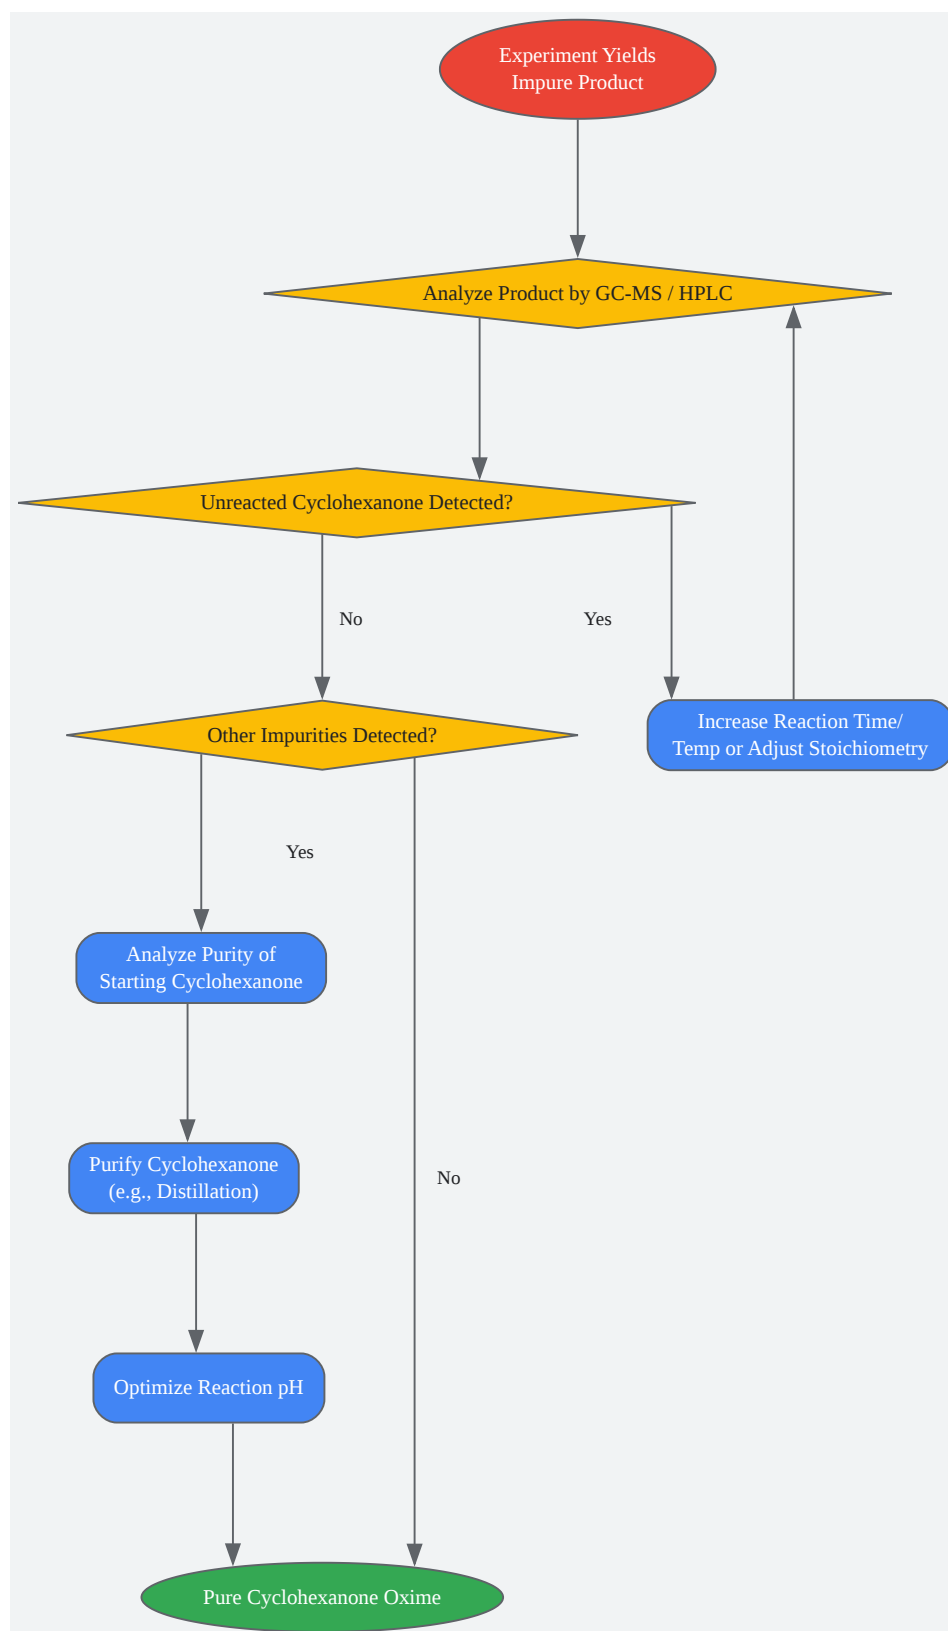 Experiment Yields
Impure Product
Analyze Product by GC-MS / HPLC
Unreacted Cyclohexanone Detected?
No
Yes
Other Impurities Detected?
Increase Reaction Time/
Temp or Adjust Stoichiometry
Yes
Analyze Purity of
Starting Cyclohexanone
Purify Cyclohexanone
(e.g., Distillation)
No
Optimize Reaction pH
Pure Cyclohexanone Oxime